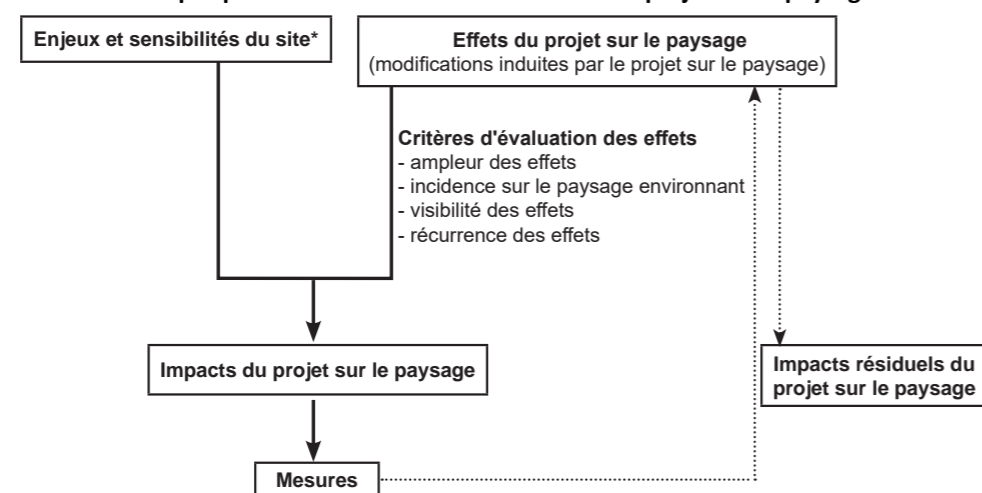 Enjeux et sensibilités du site*
Effets du projet sur le paysage
(modifications induites par le projet sur le paysage)
Critères d'évaluation des effets
- ampleur des effets
- incidence sur le paysage environnant
- visibilité des effets
- récurrence des effets
Impacts du projet sur le paysage
Impacts résiduels du
projet sur le paysage
Mesures